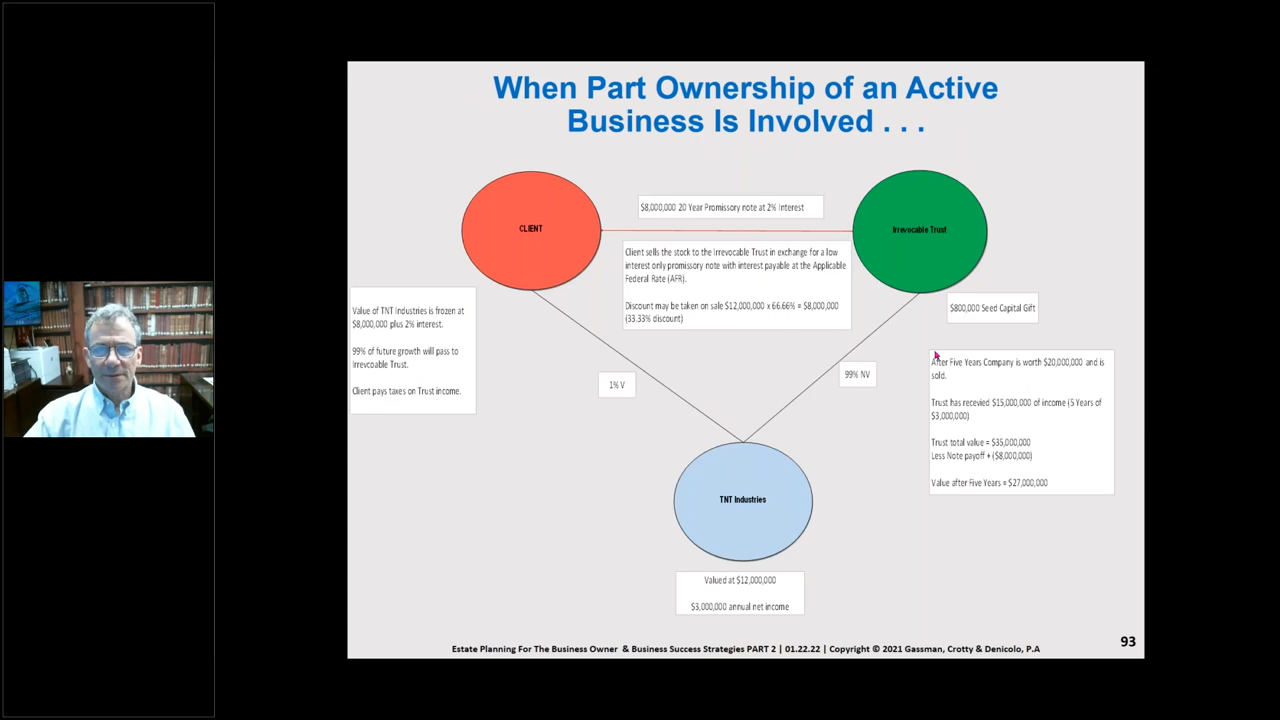 When Part Ownership of an Active
Business Is Involved . . .
CLIENT
$8,000,000 20 Year Promissory note at 2% Interest
Irrevocable Trust
Client sells the stock to the Irrevocable Trust in exchange for a low
interest only promissory note with interest payable at the Applicable
Federal Rate (AFR).
Discount may be taken on sale $12,000,000 x 66.66% = $8,000,000
(33.33% discount)
$800,000 Seed Capital Gift
Value of TNT Industries is frozen at
$8,000,000 plus 2% interest.
99% of future growth will pass to
Irrevcoable Trust.
Client pays taxes on Trust income.
1% V
99% NV
After Five Years Company is worth $20,000,000 and is
sold.
Trust has recevied $15,000,000 of income (5 Years of
$3,000,000)
Trust total value = $35,000,000
Less Note payoff + ($8,000,000)
Value after Five Years = $27,000,000
TNT Industries
Valued at $12,000,000
$3,000,000 annual net income
Estate Planning For The Business Owner & Business Success Strategies PART 2 | 01.22.22 | Copyright © 2021 Gassman, Crotty & Denicolo, P.A
93